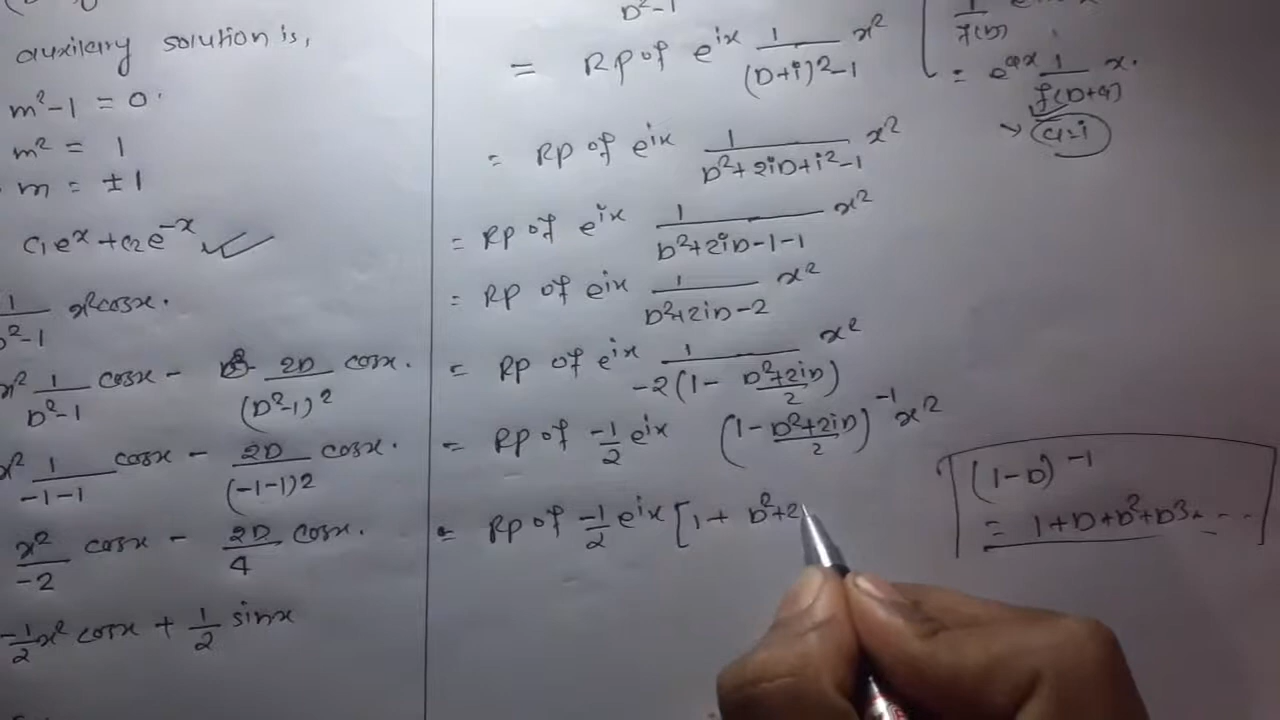 auxilary solution is,
m²-1 = 0.
m² = 1
m = ±1
c₁eˣ+c₂e⁻ˣ
1/D²-1 x²cosx.
x² 1/D²-1 cosx - 2D/(D²-1)² cosx.
x² 1/-1-1 cosx - 2D/(-1-1)² cosx.
x²/-2 cosx - 2D/4 cosx.
= -1/2 x² cosx + 1/2 sinx
D²-1
= RP of eⁱˣ 1/(D+i)²-1 x²
= RP of eⁱˣ 1/D²+2iD+i²-1 x²
= RP of eⁱˣ 1/D²+2iD-1-1 x²
= RP of eⁱˣ 1/D²+2iD-2 x²
= RP of eⁱˣ 1/-2(1- D²+2iD/2) x²
= RP of -1/2 eⁱˣ (1- D²+2iD/2)⁻¹ x²
= RP of -1/2 eⁱˣ [1+ D²+2
1/f(D)
= eᵃˣ 1/f(D+a) x.
→ a=i
(1-D)⁻¹
= 1+D+D²+D³+....